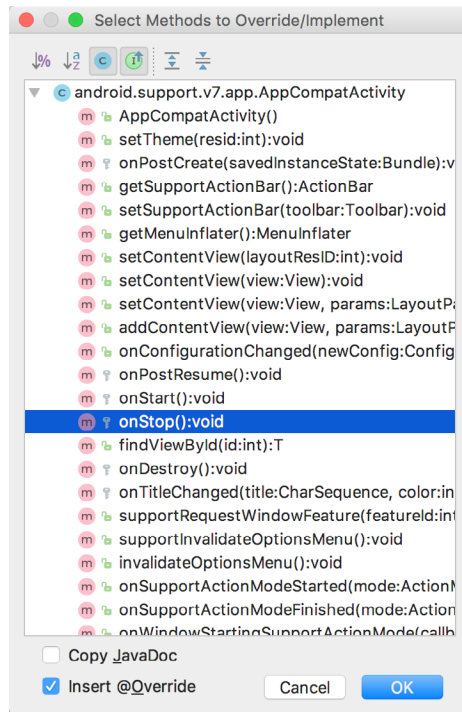 Select Methods to Override/Implement
android.support.v7.app.AppCompatActivity
AppCompatActivity()
setTheme(resid:int):void
onPostCreate(savedInstanceState:Bundle):v
getSupportActionBar():ActionBar
setSupportActionBar(toolbar:Toolbar):void
getMenuInflater():MenuInflater
setContentView(layoutResID:int):void
setContentView(view:View):void
setContentView(view:View, params:LayoutPa
addContentView(view:View, params:LayoutP
onConfigurationChanged(newConfig:Config
onPostResume():void
onStart():void
onStop():void
findViewById(id:int):T
onDestroy():void
onTitleChanged(title:CharSequence, color:in
supportRequestWindowFeature(featureId:int
supportInvalidateOptionsMenu():void
invalidateOptionsMenu():void
onSupportActionModeStarted(mode:ActionM
onSupportActionModeFinished(mode:Action
onWindowStartingSupportActionMode(callb
Copy JavaDoc
Insert @Override
Cancel
OK